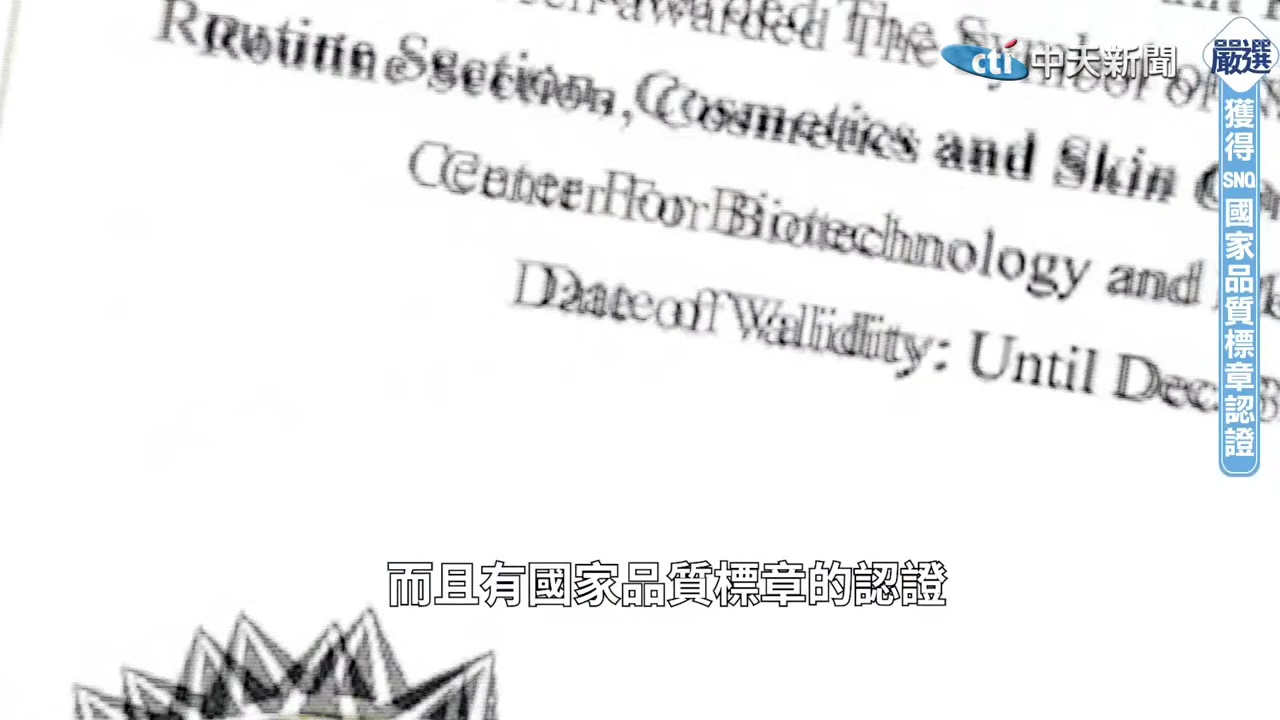 been awarded The Symbol of
Routine Section, Cosmetics and Skin
Center For Biotechnology and
Date of Validity: Until
cti 中天新聞
嚴選
獲得SNQ國家品質標章認證
而且有國家品質標章的認證